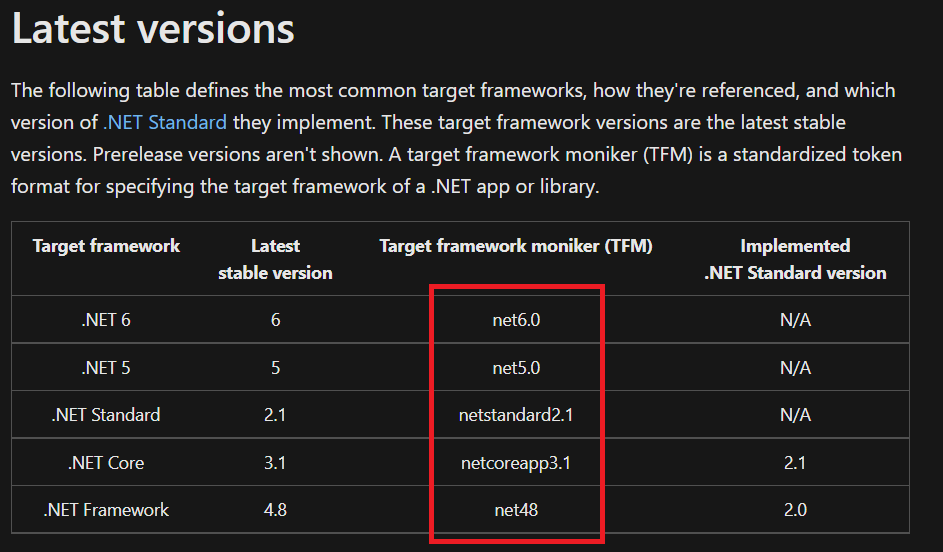 Latest versions
The following table defines the most common target frameworks, how they're referenced, and which
version of .NET Standard they implement. These target framework versions are the latest stable
versions. Prerelease versions aren't shown. A target framework moniker (TFM) is a standardized token
format for specifying the target framework of a .NET app or library.
Target framework Latest stable version Target framework moniker (TFM) Implemented .NET Standard version
.NET 6 6 net6.0 N/A
.NET 5 5 net5.0 N/A
.NET Standard 2.1 netstandard2.1 N/A
.NET Core 3.1 netcoreapp3.1 2.1
.NET Framework 4.8 net48 2.0